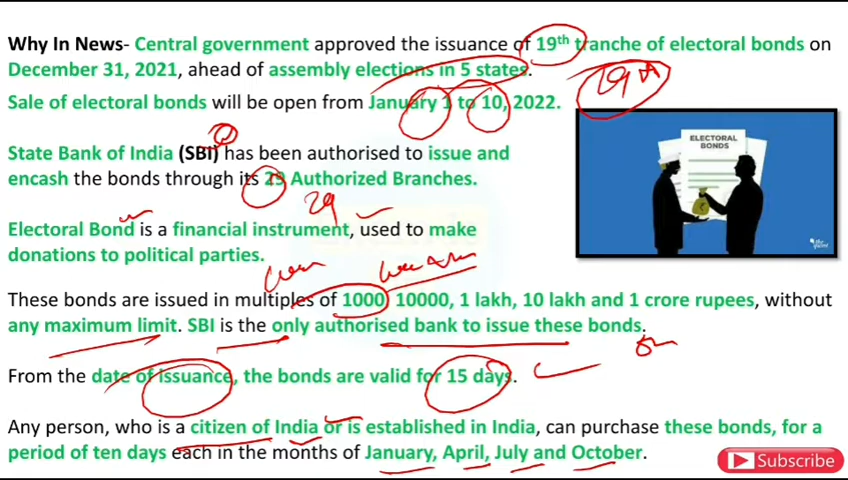 Why In News- Central government approved the issuance of 19th tranche of electoral bonds on
December 31, 2021, ahead of assembly elections in 5 states.
19th
Sale of electoral bonds will be open from January 1 to 10, 2022.
State Bank of India (SBI) has been authorised to issue and
encash the bonds through its 29 Authorized Branches.
29
ELECTORAL
BONDS
Electoral Bond is a financial instrument, used to make
donations to political parties.
These bonds are issued in multiples of 1000, 10000, 1 lakh, 10 lakh and 1 crore rupees, without
any maximum limit. SBI is the only authorised bank to issue these bonds.
From the date of issuance, the bonds are valid for 15 days.
Any person, who is a citizen of India or is established in India, can purchase these bonds, for a
period of ten days each in the months of January, April, July and October.
Subscribe